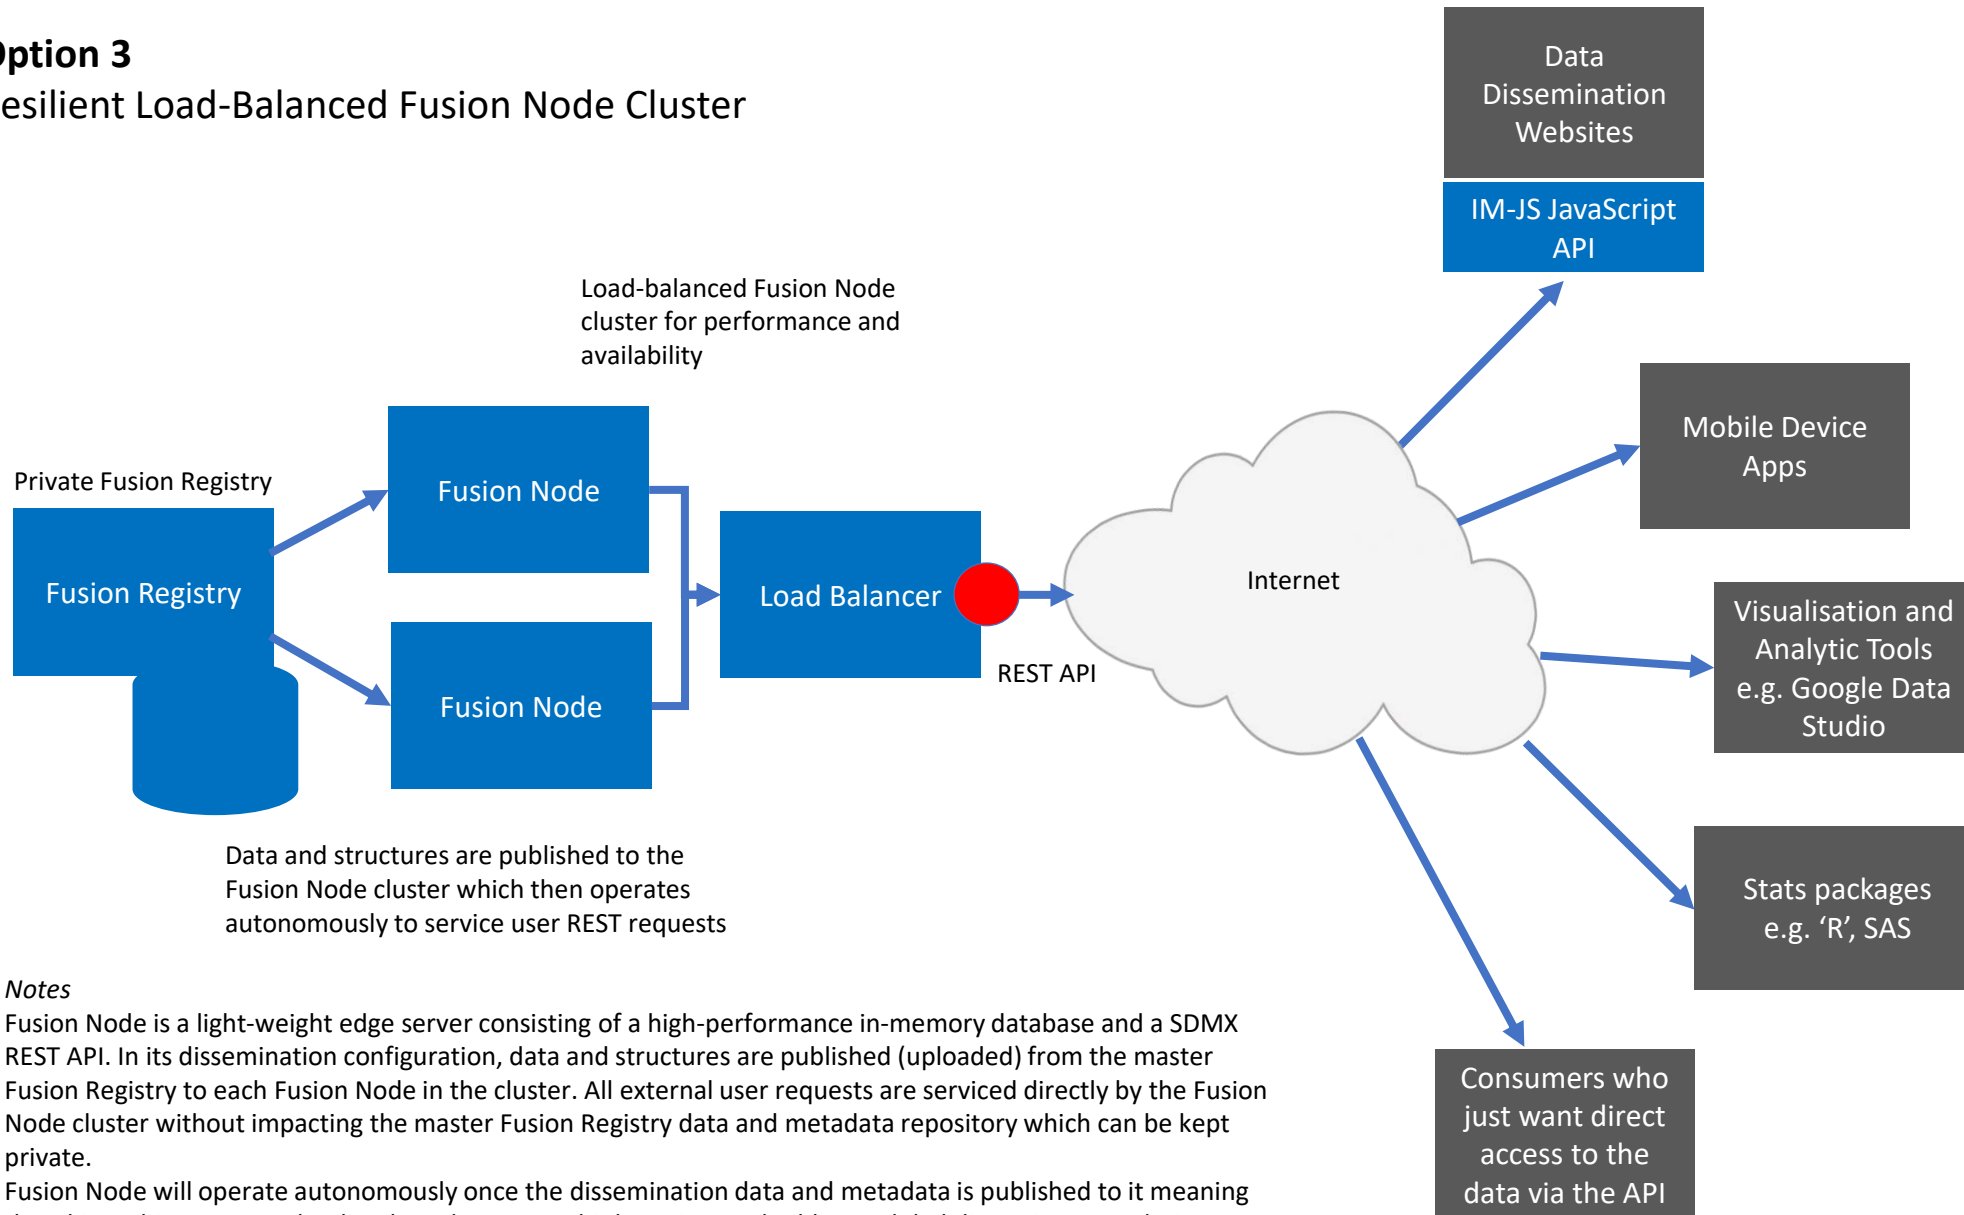 Option 3
esilient Load-Balanced Fusion Node Cluster
Data
Dissemination
Websites
IM-JS JavaScript
API
Load-balanced Fusion Node
cluster for performance and
availability
Mobile Device
Apps
Private Fusion Registry
Fusion Node
Fusion Registry
Load Balancer
Internet
REST API
Fusion Node
Visualisation and
Analytic Tools
e.g. Google Data
Studio
Data and structures are published to the
Fusion Node cluster which then operates
autonomously to service user REST requests
Stats packages
e.g. ‘R’, SAS
Notes
Fusion Node is a light-weight edge server consisting of a high-performance in-memory database and a SDMX
REST API. In its dissemination configuration, data and structures are published (uploaded) from the master
Fusion Registry to each Fusion Node in the cluster. All external user requests are serviced directly by the Fusion
Node cluster without impacting the master Fusion Registry data and metadata repository which can be kept
private.
Fusion Node will operate autonomously once the dissemination data and metadata is published to it meaning
Consumers who
just want direct
access to the
data via the API